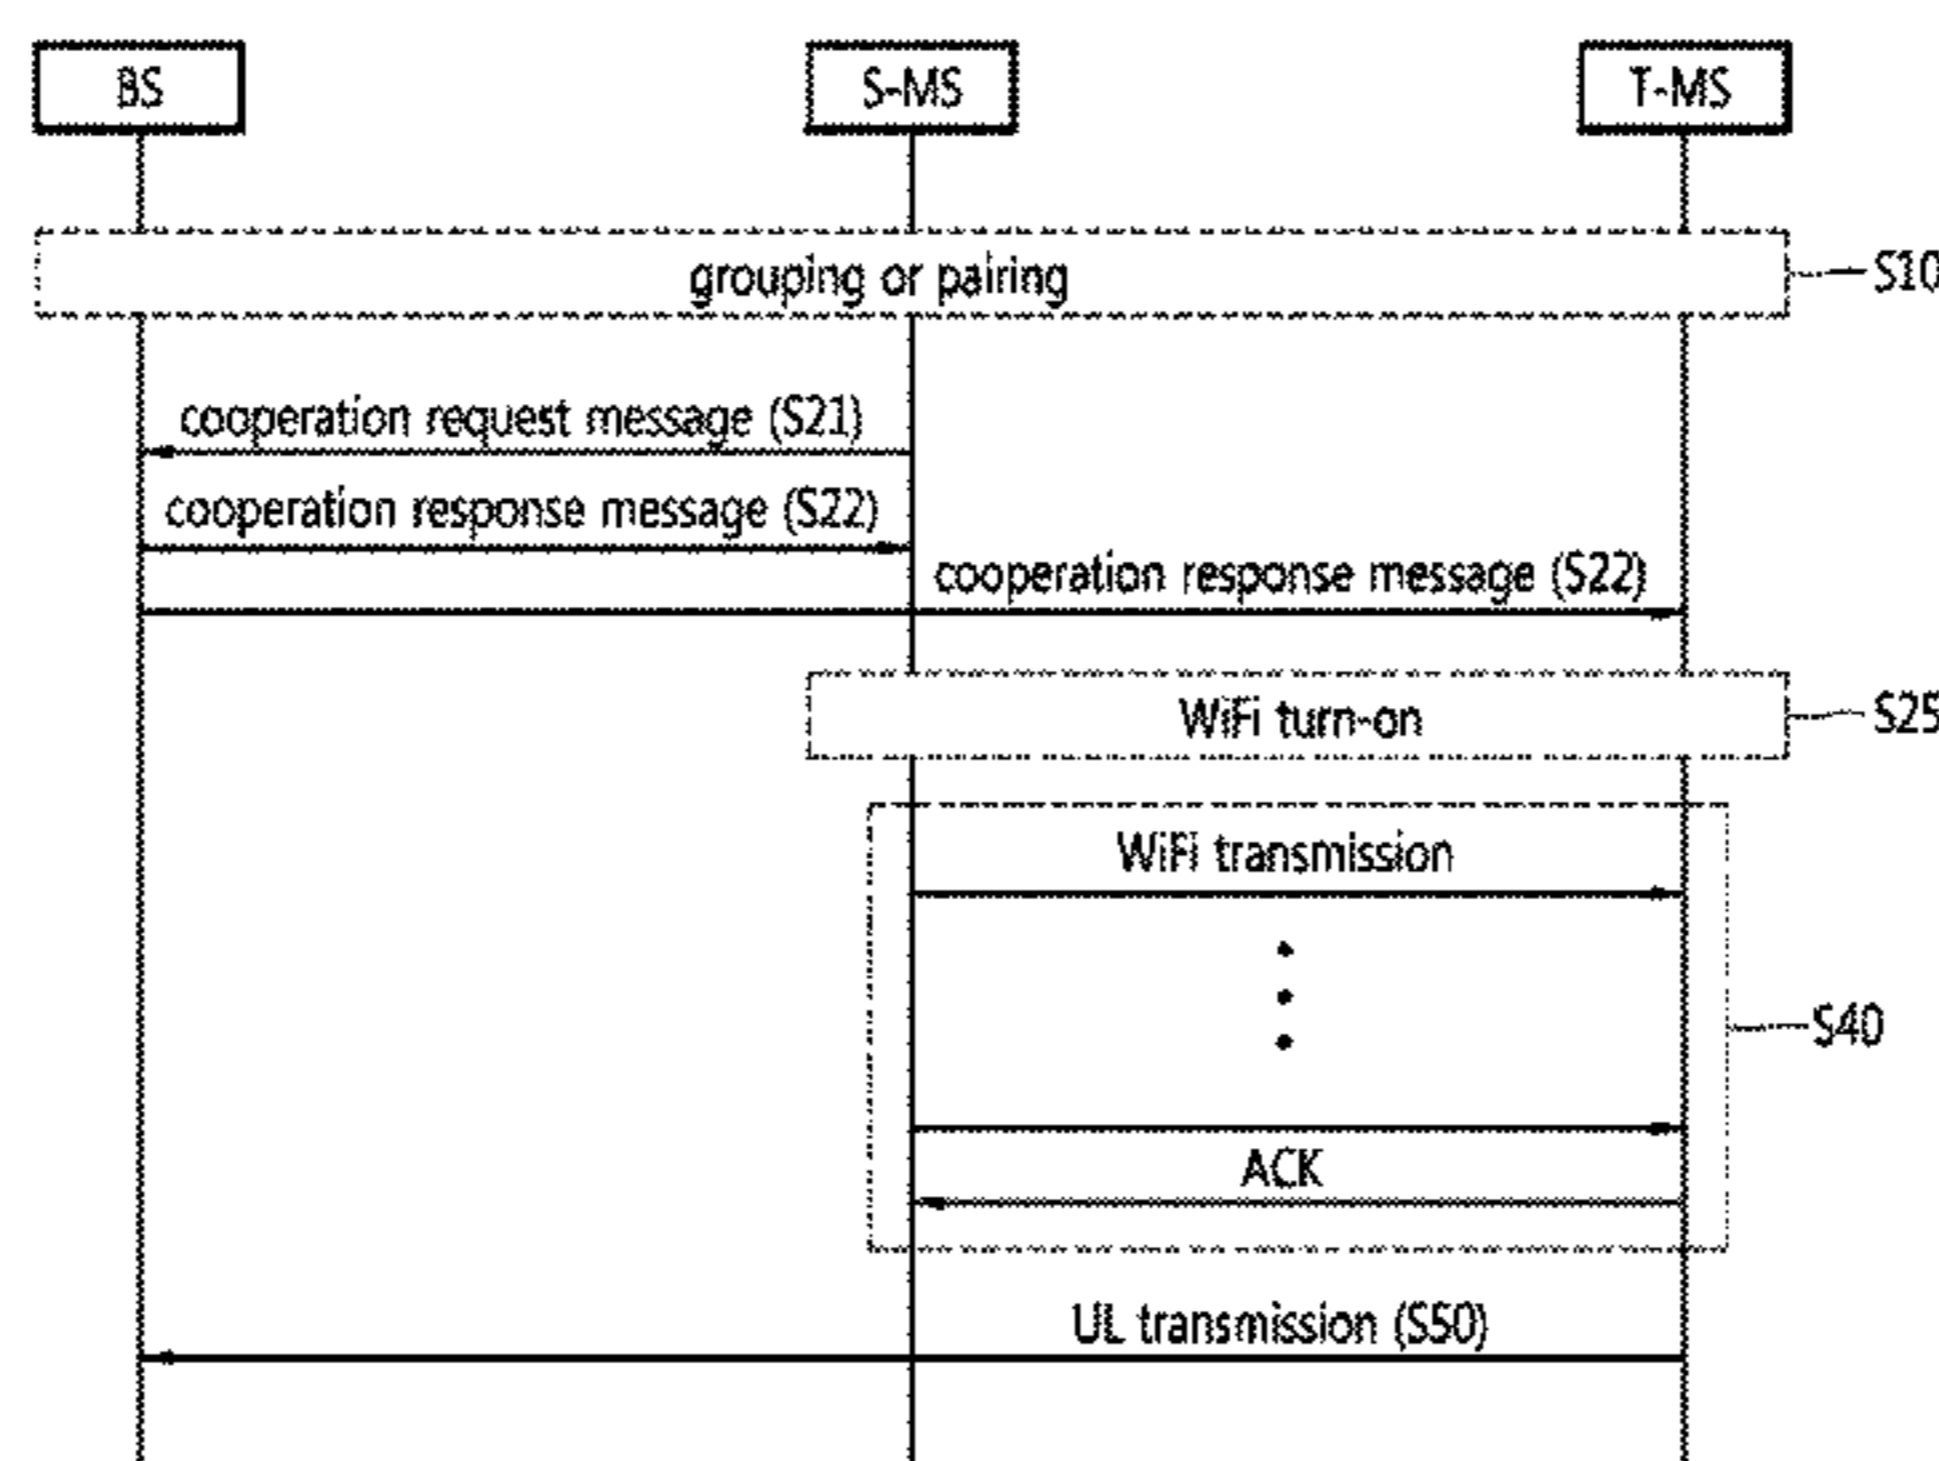 BS
S-MS
T-MS
grouping or pairing
S10
cooperation request message (S21)
cooperation response message (S22)
cooperation response message (S22)
WiFi turn-on
S25
WiFi transmission
S40
ACK
UL transmission (S50)